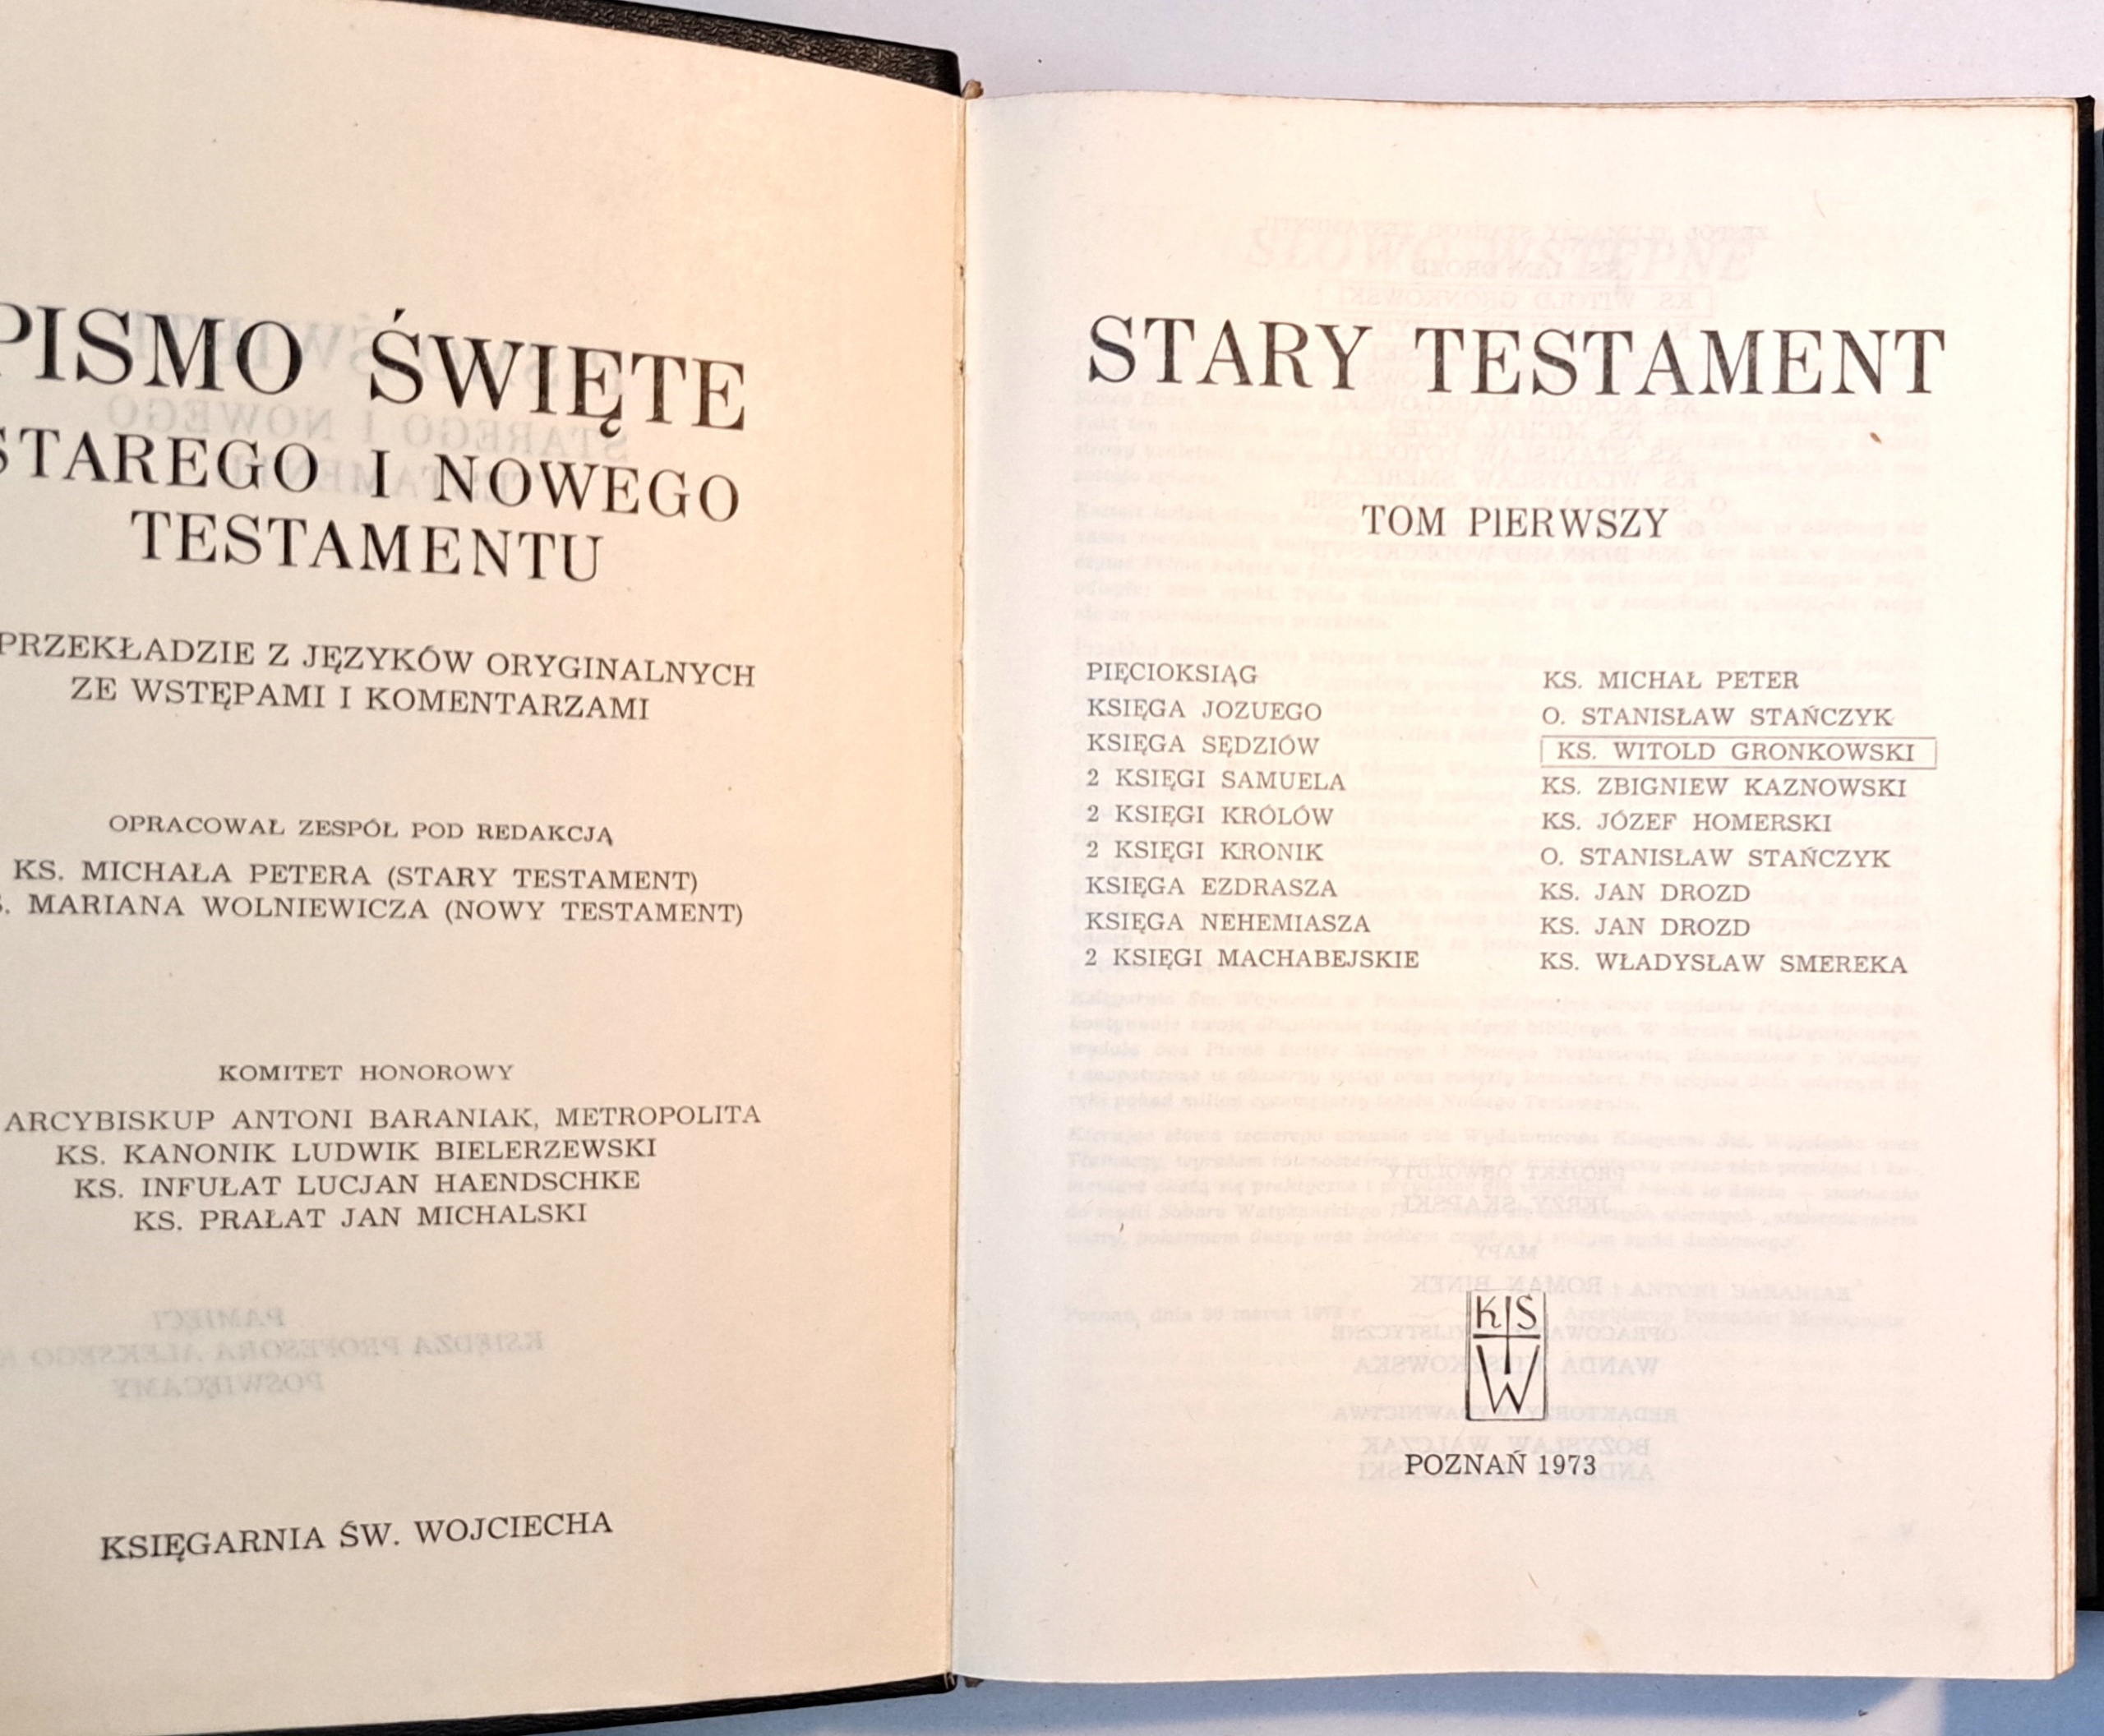 PISMO ŚWIĘTE
STAREGO I NOWEGO
TESTAMENTU
PRZEKŁADZIE Z JĘZYKÓW ORYGINALNYCH
ZE WSTĘPAMI I KOMENTARZAMI
OPRACOWAŁ ZESPÓŁ POD REDAKCJĄ
KS. MICHAŁA PETERA (STARY TESTAMENT)
S. MARIANA WOLNIEWICZA (NOWY TESTAMENT)
KOMITET HONOROWY
ARCYBISKUP ANTONI BARANIAK, METROPOLITA
KS. KANONIK LUDWIK BIELERZEWSKI
KS. INFUŁAT LUCJAN HAENDSCHKE
KS. PRAŁAT JAN MICHALSKI
KSIĘGARNIA ŚW. WOJCIECHA
STARY TESTAMENT
TOM PIERWSZY
PIĘCIOKSIĄG KS. MICHAŁ PETER
KSIĘGA JOZUEGO O. STANISŁAW STAŃCZYK
KSIĘGA SĘDZIÓW KS. WITOLD GRONKOWSKI
2 KSIĘGI SAMUELA KS. ZBIGNIEW KAZNOWSKI
2 KSIĘGI KRÓLÓW KS. JÓZEF HOMERSKI
2 KSIĘGI KRONIK O. STANISŁAW STAŃCZYK
KSIĘGA EZDRASZA KS. JAN DROZD
KSIĘGA NEHEMIASZA KS. JAN DROZD
2 KSIĘGI MACHABEJSKIE KS. WŁADYSŁAW SMEREKA
KS
W
POZNAŃ 1973